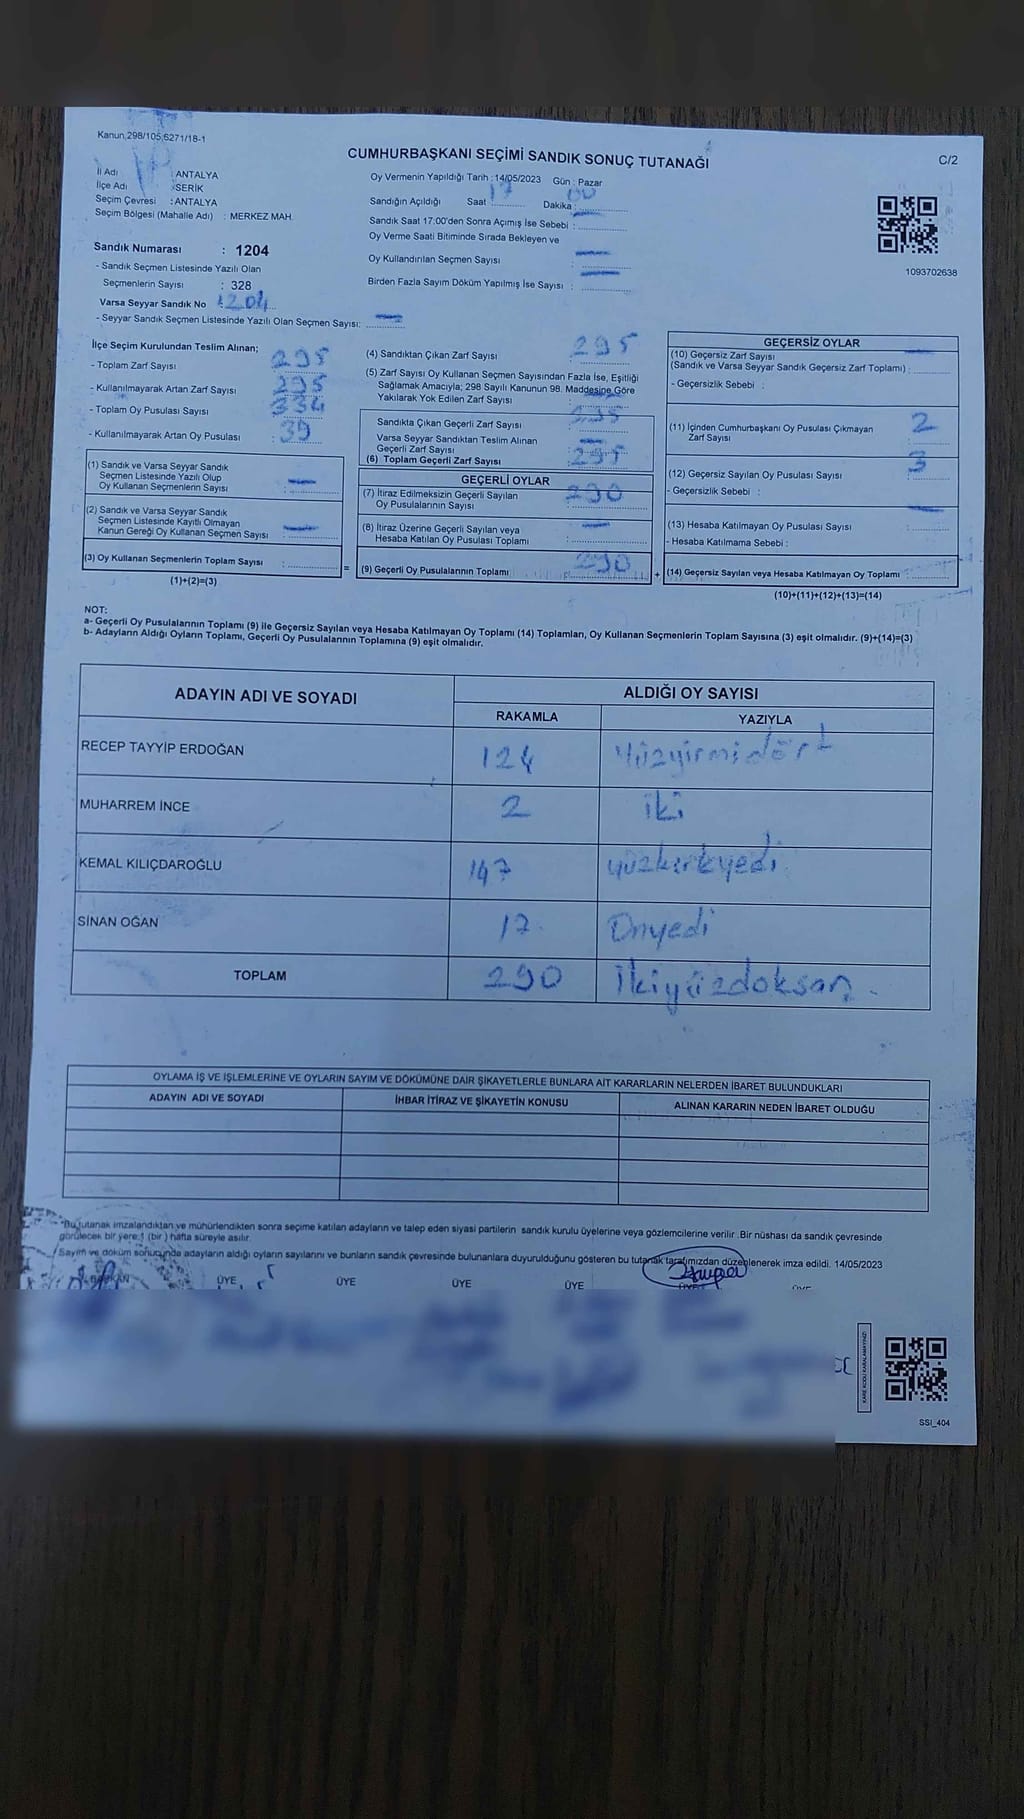 Kanun,298/105,6271/18-1
CUMHURBAŞKANI SEÇİMİ SANDIK SONUÇ TUTANAĞI
C/2
İl Adı : ANTALYA
İlçe Adı : SERİK
Seçim Çevresi : ANTALYA
Seçim Bölgesi (Mahalle Adı) : MERKEZ MAH.
Oy Vermenin Yapıldığı Tarih : 14/05/2023 Gün : Pazar
Sandığın Açıldığı Saat 17 Dakika : 00
Sandık Saat 17:00'den Sonra Açımış İse Sebebi :
Oy Verme Saati Bitiminde Sırada Bekleyen ve
Oy Kullandırılan Seçmen Sayısı :
Birden Fazla Sayım Döküm Yapılmış İse Sayısı :
1093702638
Sandık Numarası : 1204
- Sandık Seçmen Listesinde Yazılı Olan
Seçmenlerin Sayısı : 328
Varsa Seyyar Sandık No : 1204
- Seyyar Sandık Seçmen Listesinde Yazılı Olan Seçmen Sayısı:
İlçe Seçim Kurulundan Teslim Alınan;
- Toplam Zarf Sayısı : 295
- Kullanılmayarak Artan Zarf Sayısı : 295
- Toplam Oy Pusulası Sayısı : 334
- Kullanılmayarak Artan Oy Pusulası : 39
(1) Sandık ve Varsa Seyyar Sandık
Seçmen Listesinde Yazılı Olup
Oy Kullanan Seçmenlerin Sayısı :
(2) Sandık ve Varsa Seyyar Sandık
Seçmen Listesinde Kayıtlı Olmayan
Kanun Gereği Oy Kullanan Seçmen Sayısı :
(3) Oy Kullanan Seçmenlerin Toplam Sayısı :
(1)+(2)=(3)
=
(4) Sandıktan Çıkan Zarf Sayısı : 295
(5) Zarf Sayısı Oy Kullanan Seçmen Sayısından Fazla İse, Eşitliği
Sağlamak Amacıyla; 298 Sayılı Kanunun 98. Maddesine Göre
Yakılarak Yok Edilen Zarf Sayısı :
Sandıkta Çıkan Geçerli Zarf Sayısı : 295
Varsa Seyyar Sandıktan Teslim Alınan
Geçerli Zarf Sayısı :
(6) Toplam Geçerli Zarf Sayısı : 295
GEÇERLİ OYLAR
(7) İtiraz Edilmeksizin Geçerli Sayılan
Oy Pusulalarının Sayısı : 290
(8) İtiraz Üzerine Geçerli Sayılan veya
Hesaba Katılan Oy Pusulası Toplamı :
(9) Geçerli Oy Pusulalarının Toplamı : 290
+
GEÇERSİZ OYLAR
(10) Geçersiz Zarf Sayısı
(Sandık ve Varsa Seyyar Sandık Geçersiz Zarf Toplamı) :
- Geçersizlik Sebebi :
(11) İçinden Cumhurbaşkanı Oy Pusulası Çıkmayan 2
Zarf Sayısı :
(12) Geçersiz Sayılan Oy Pusulası Sayısı : 3
- Geçersizlik Sebebi :
(13) Hesaba Katılmayan Oy Pusulası Sayısı :
- Hesaba Katılmama Sebebi :
(14) Geçersiz Sayılan veya Hesaba Katılmayan Oy Toplamı :
(10)+(11)+(12)+(13)=(14)
NOT:
a- Geçerli Oy Pusulalarının Toplamı (9) ile Geçersiz Sayılan veya Hesaba Katılmayan Oy Toplamı (14) Toplamları, Oy Kullanan Seçmenlerin Toplam Sayısına (3) eşit olmalıdır. (9)+(14)=(3)
b- Adayların Aldığı Oyların Toplamı, Geçerli Oy Pusulalarının Toplamına (9) eşit olmalıdır.
ADAYIN ADI VE SOYADI ALDIĞI OY SAYISI
RAKAMLA YAZIYLA
RECEP TAYYİP ERDOĞAN 124 Yüzyirmidört
MUHARREM İNCE 2 iki
KEMAL KILIÇDAROĞLU 147 yüzkırkyedi
SİNAN OĞAN 17 Onyedi
TOPLAM 290 İkiyüzdoksan
OYLAMA İŞ VE İŞLEMLERİNE VE OYLARIN SAYIM VE DÖKÜMÜNE DAİR ŞİKAYETLERLE BUNLARA AİT KARARLARIN NELERDEN İBARET BULUNDUKLARI
ADAYIN ADI VE SOYADI İHBAR İTİRAZ VE ŞİKAYETİN KONUSU ALINAN KARARIN NEDEN İBARET OLDUĞU
Bu tutanak imzalandıktan ve mühürlendikten sonra seçime katılan adayların ve talep eden siyasi partilerin sandık kurulu üyelerine veya gözlemcilerine verilir .Bir nüshası da sandık çevresinde
görülecek bir yere 1 (bir) hafta süreyle asılır.
Sayım ve döküm sonucunda adayların aldığı oyların sayılarını ve bunların sandık çevresinde bulunanlara duyurulduğunu gösteren bu tutanak tarafımızdan düzenlenerek imza edildi. 14/05/2023
BAŞKAN ÜYE ÜYE ÜYE ÜYE ÜYE ÜYE
KARE KODU KARALAMAYINIZ!
SSI_404